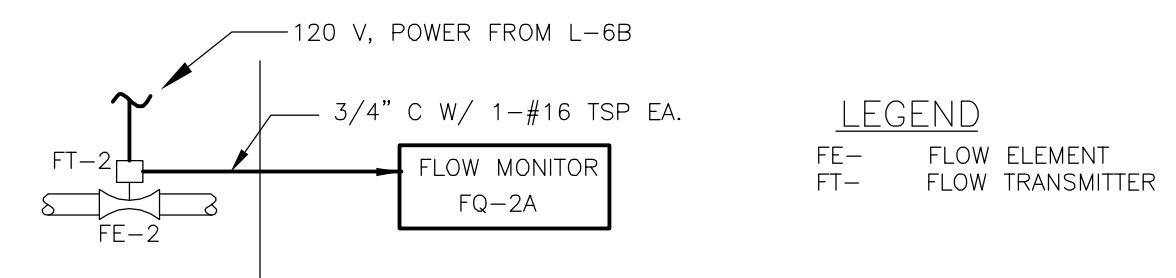 120 V, POWER FROM L-6B
3/4" C W/ 1-#16 TSP EA.
FT-2
FLOW MONITOR
FQ-2A
FE-2
LEGEND
FE- FLOW ELEMENT
FT- FLOW TRANSMITTER